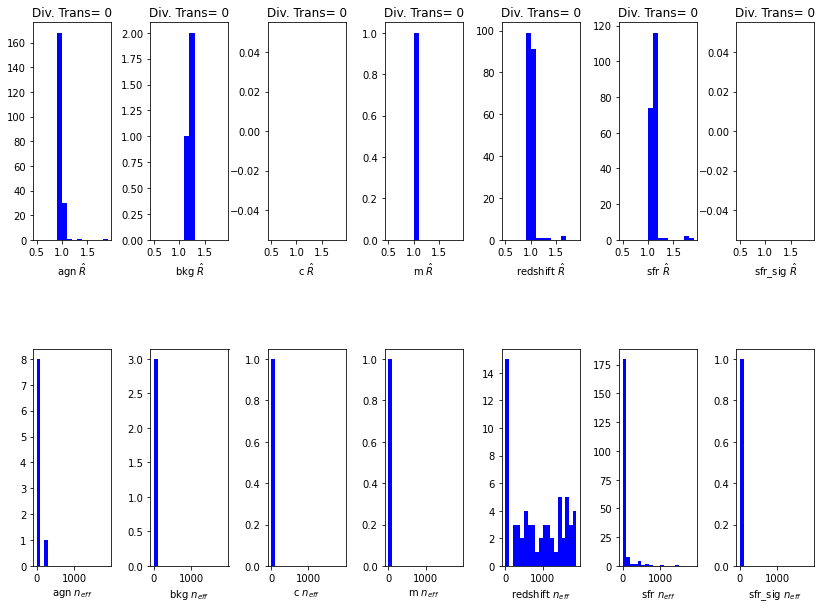 Div. Trans= 0 Div. Trans= 0 Div. Trans= 0 Div. Trans= 0 Div. Trans= 0 Div. Trans= 0 Div. Trans= 0
160 2.00 0.04 1.0 100 120
140 1.75 0.8 80 100
120 1.50 0.02
100 1.25 0.6 60 80
80 1.00 0.00 60
60 0.75 0.4 40 40
40 0.50 −0.02
20 0.25 0.2 20 20
0 0.00 −0.04 0.0 0 0
0.04
0.02
0.00
−0.02
−0.04
0.5 1.0 1.5 0.5 1.0 1.5 0.5 1.0 1.5 0.5 1.0 1.5 0.5 1.0 1.5 0.5 1.0 1.5 0.5 1.0 1.5
agn R̂ bkg R̂ c R̂ m R̂ redshift R̂ sfr R̂ sfr_sig R̂
8 3.0 1.0 1.0 14 175 1.0
7 2.5 0.8 0.8 12 150 0.8
6 2.0 0.6 0.6 10 125 0.6
5 1.5 0.4 0.4 8 100 0.4
4 1.0 0.2 0.2 6 75 0.2
3 0.5 0.0 0.0 4 50 0.0
2 0.0 2 25
1 0 0
0
0 1000 0 1000 0 1000 0 1000 0 1000 0 1000 0 1000
agn n_eff bkg n_eff c n_eff m n_eff redshift n_eff sfr n_eff sfr_sig n_eff